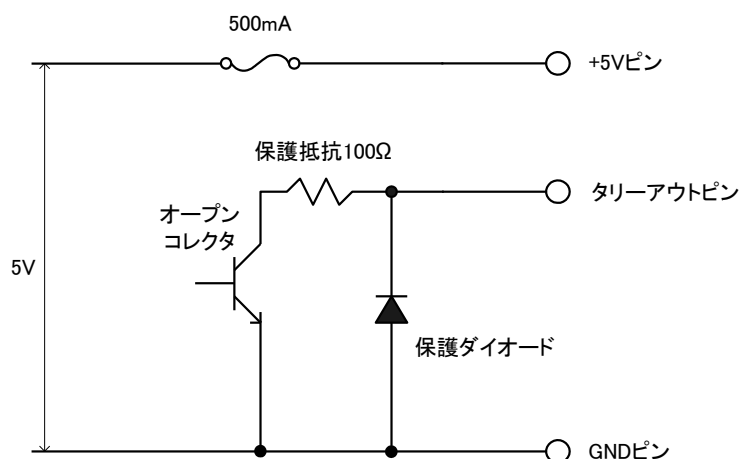 500mA
+5Vピン
保護抵抗100Ω
タリーアウトピン
オープン
コレクタ
5V
保護ダイオード
GNDピン